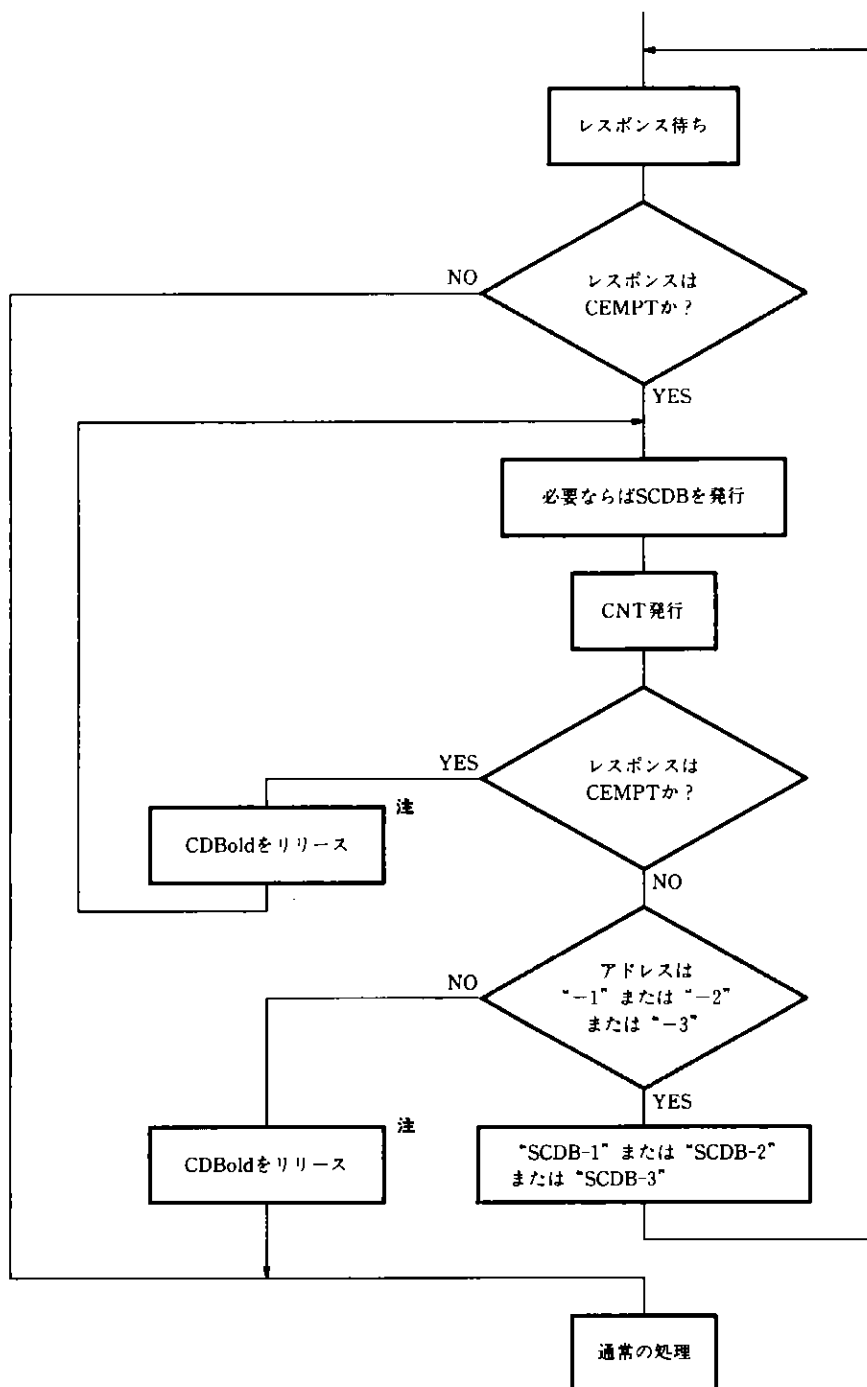 レスポンス待ち
NO
レスポンスは
CEMPTか？
YES
必要ならばSCDBを発行
CNT発行
YES
レスポンスは
CEMPTか？
注
CDBoldをリリース
NO
NO
アドレスは
“−1” または “−2”
または “−3”
YES
注
CDBoldをリリース
“SCDB-1” または “SCDB-2”
または “SCDB-3”
通常の処理